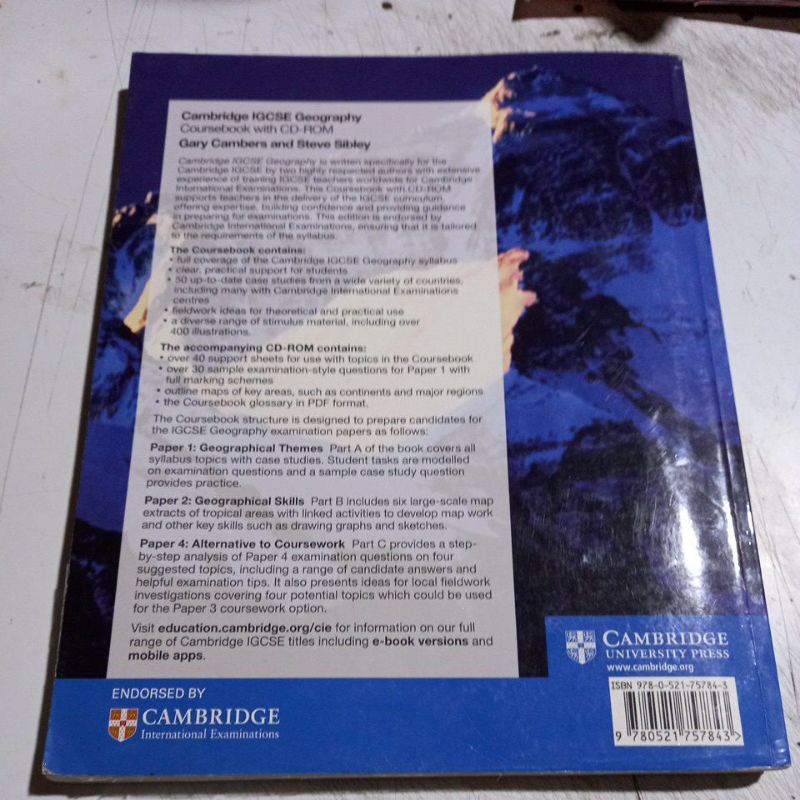 Cambridge IGCSE Geography
Coursebook with CD-ROM
Gary Cambers and Steve Sibley
Cambridge IGCSE Geography is written specifically for the
Cambridge IGCSE by two highly respected authors with extensive
experience of training IGCSE teachers worldwide for Cambridge
International Examinations. This Coursebook with CD-ROM
supports teachers in the delivery of the IGCSE curriculum,
offering expertise, building confidence and providing guidance
in preparing for examinations. This edition is endorsed by
Cambridge International Examinations, ensuring that it is tailored
to the requirements of the syllabus.
The Coursebook contains:
• full coverage of the Cambridge IGCSE Geography syllabus
• clear, practical support for students
• 50 up-to-date case studies from a wide variety of countries,
including many with Cambridge International Examinations
centres
• fieldwork ideas for theoretical and practical use
• a diverse range of stimulus material, including over
400 illustrations.
The accompanying CD-ROM contains:
• over 40 support sheets for use with topics in the Coursebook
• over 30 sample examination-style questions for Paper 1 with
full marking schemes
• outline maps of key areas, such as continents and major regions
• the Coursebook glossary in PDF format.
The Coursebook structure is designed to prepare candidates for
the IGCSE Geography examination papers as follows:
Paper 1: Geographical Themes Part A of the book covers all
syllabus topics with case studies. Student tasks are modelled
on examination questions and a sample case study question
provides practice.
Paper 2: Geographical Skills Part B includes six large-scale map
extracts of tropical areas with linked activities to develop map work
and other key skills such as drawing graphs and sketches.
Paper 4: Alternative to Coursework Part C provides a step-
by-step analysis of Paper 4 examination questions on four
suggested topics, including a range of candidate answers and
helpful examination tips. It also presents ideas for local fieldwork
investigations covering four potential topics which could be used
for the Paper 3 coursework option.
Visit education.cambridge.org/cie for information on our full
range of Cambridge IGCSE titles including e-book versions and
mobile apps.
ENDORSED BY
CAMBRIDGE
International Examinations
CAMBRIDGE
UNIVERSITY PRESS
www.cambridge.org
ISBN 978-0-521-75784-3
9 780521 757843 >